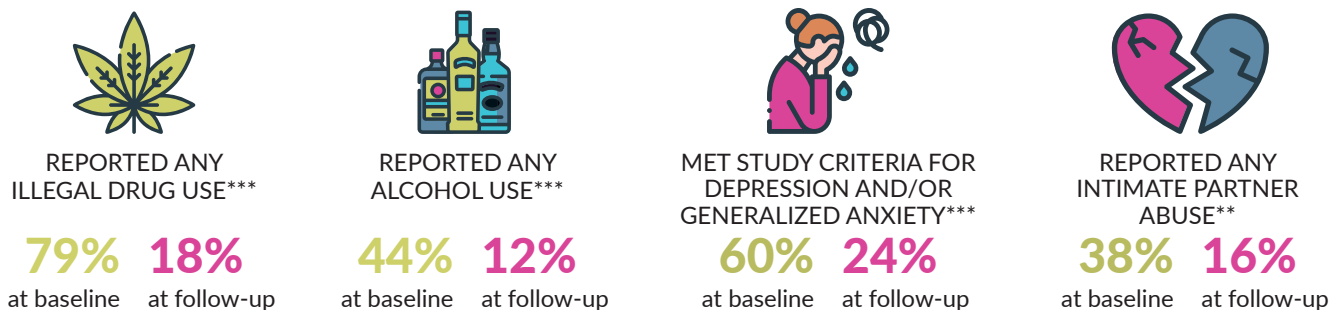 REPORTED ANY
ILLEGAL DRUG USE***
79% 18%
at baseline at follow-up
REPORTED ANY
ALCOHOL USE***
44% 12%
at baseline at follow-up
MET STUDY CRITERIA FOR
DEPRESSION AND/OR
GENERALIZED ANXIETY***
60% 24%
at baseline at follow-up
REPORTED ANY
INTIMATE PARTNER
ABUSE**
38% 16%
at baseline at follow-up